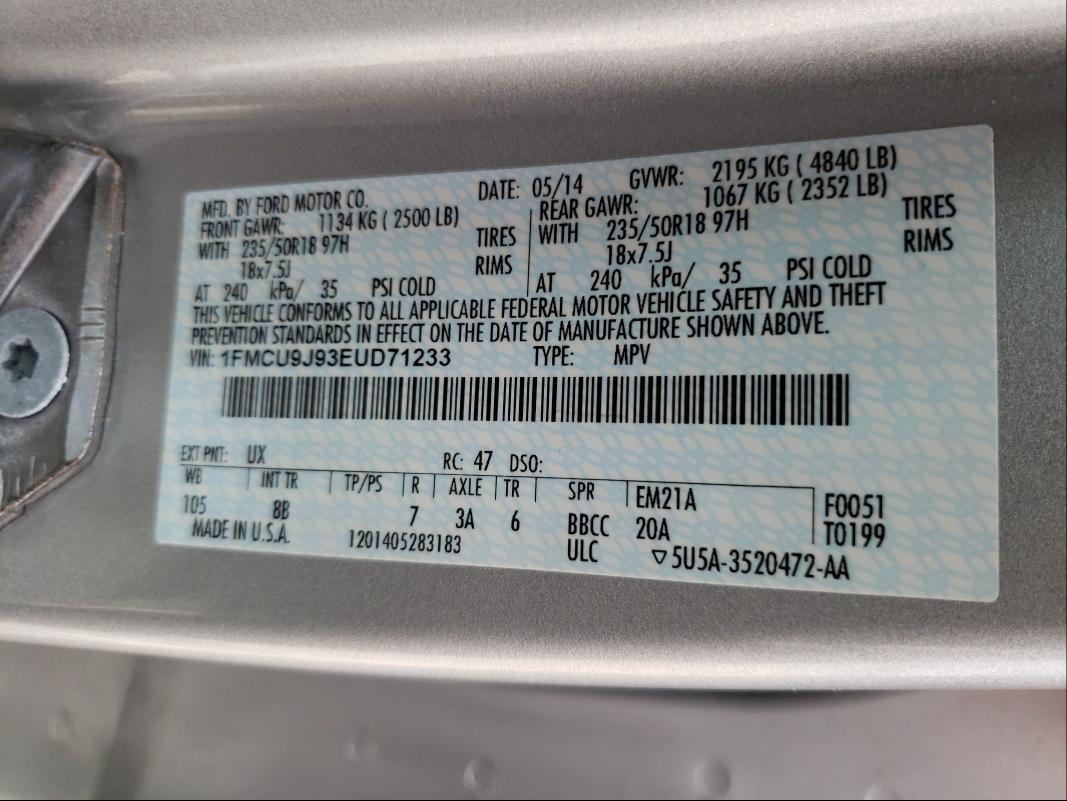 MFD. BY FORD MOTOR CO. DATE: 05/14 GVWR: 2195 KG ( 4840 LB)
FRONT GAWR: 1134 KG ( 2500 LB) REAR GAWR: 1067 KG ( 2352 LB)
WITH 235/50R18 97H TIRES WITH 235/50R18 97H TIRES
18x7.5J RIMS 18x7.5J RIMS
AT 240 kPa/ 35 PSI COLD AT 240 kPa/ 35 PSI COLD
THIS VEHICLE CONFORMS TO ALL APPLICABLE FEDERAL MOTOR VEHICLE SAFETY AND THEFT
PREVENTION STANDARDS IN EFFECT ON THE DATE OF MANUFACTURE SHOWN ABOVE.
VIN: 1FMCU9J93EUD71233 TYPE: MPV
EXT PNT: UX RC: 47 DSO:
WB INT TR TP/PS R AXLE TR SPR EM21A F0051
105 8B 7 3A 6 BBCC 20A T0199
MADE IN U.S.A. 1201405283183 ULC ▽5U5A-3520472-AA